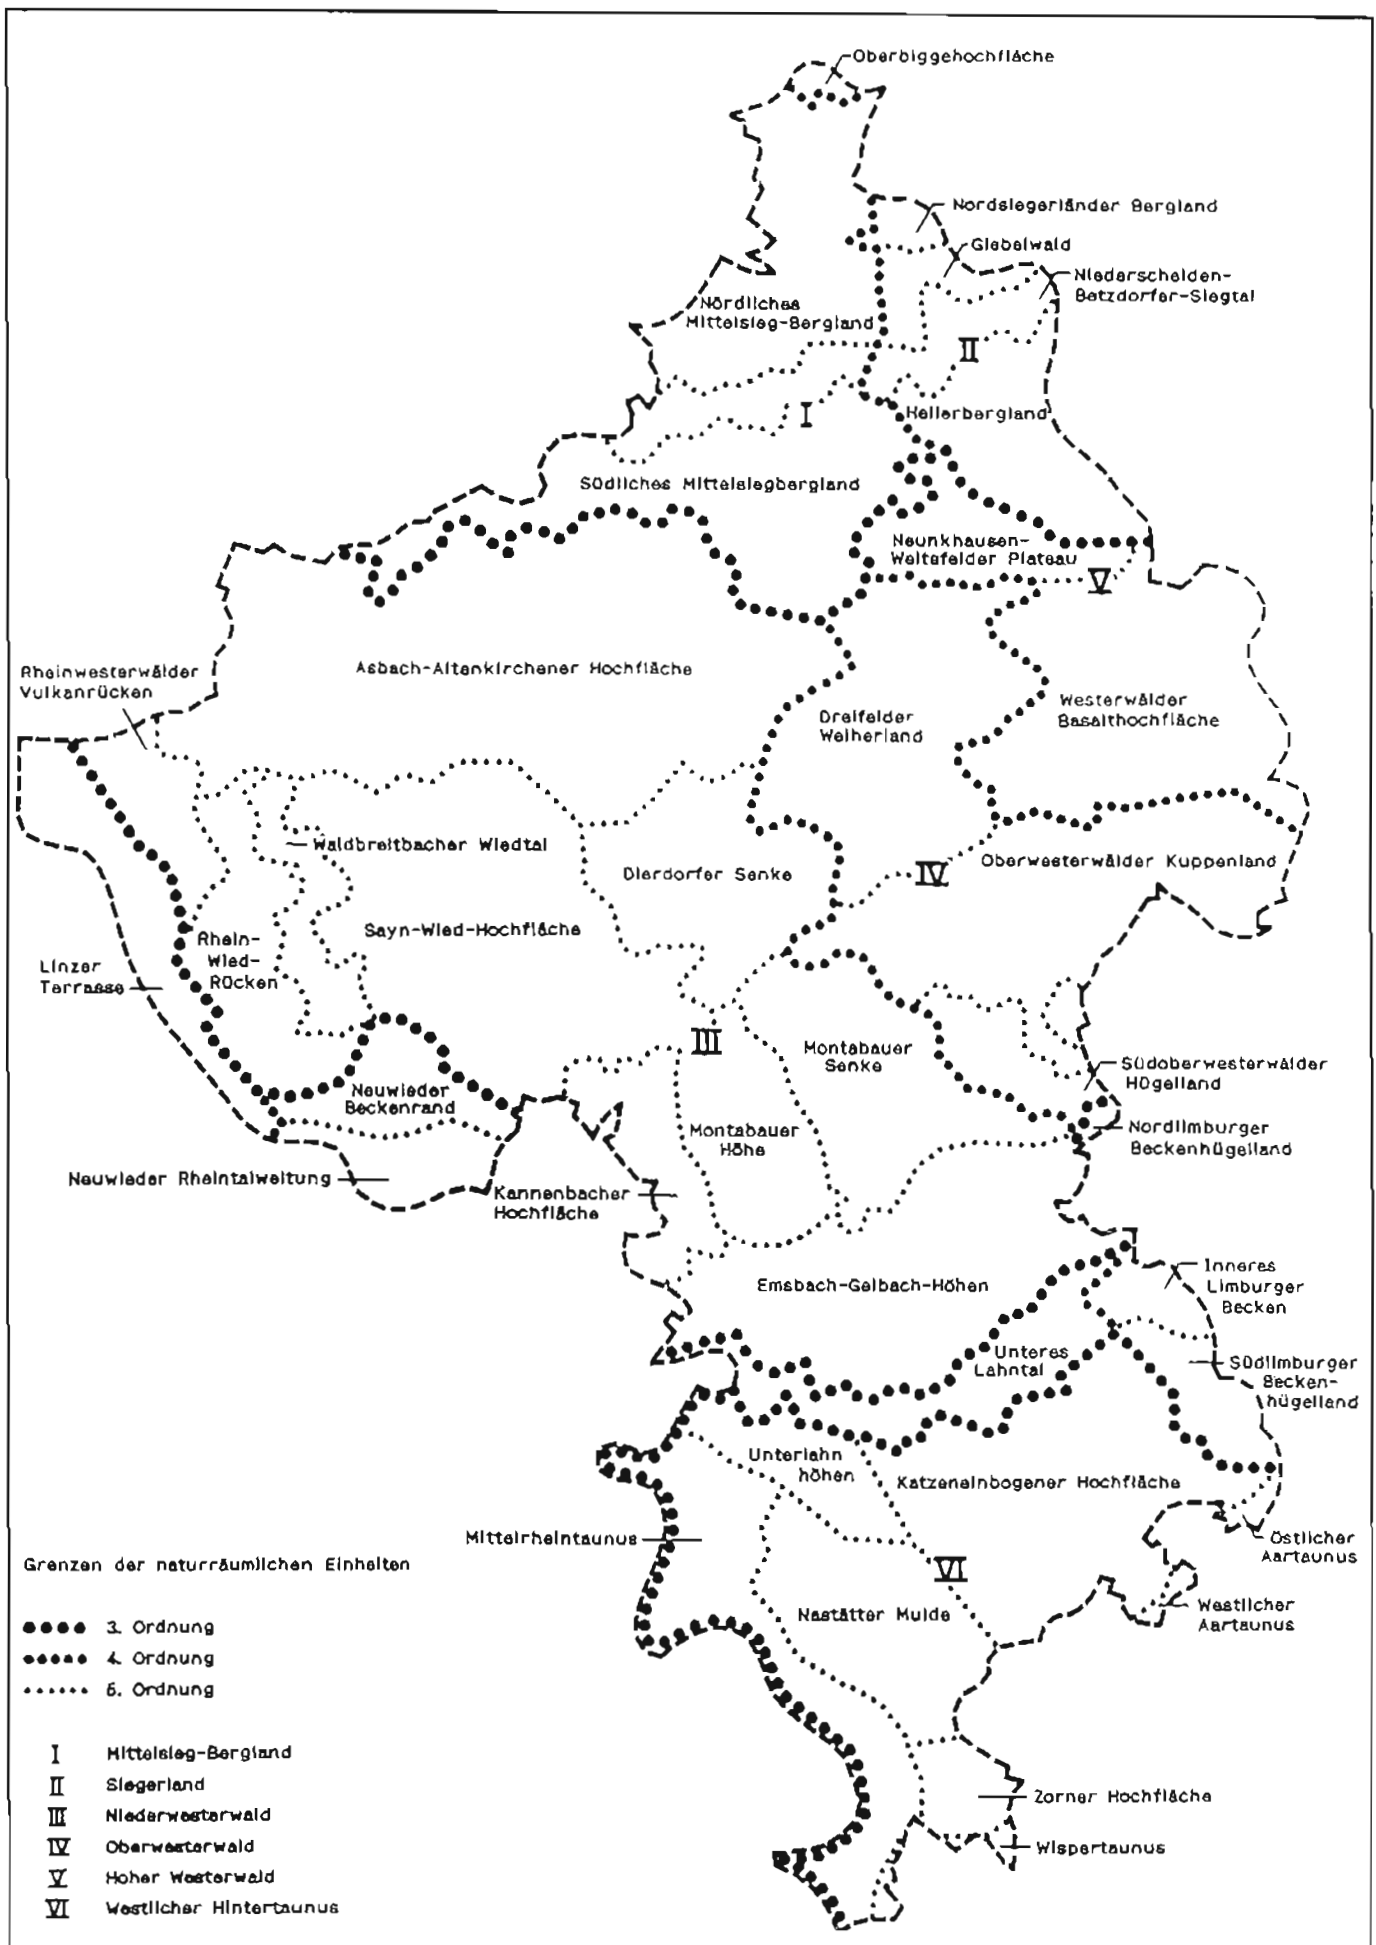 Oberbiggehochfläche
Nordsiegerländer Bergland
Giebelwald
Niederschelden-
Betzdorfer-Siegtal
Nördliches
Mittelsieg-Bergland
II
I
Hellerbergland
Südliches Mittelsiegbergland
Neunkhausen-
Weitefelder Plateau
V
Rheinwesterwälder
Vulkanrücken
Asbach-Altenkirchener Hochfläche
Dreifelder
Weiherland
Westerwälder
Basalthochfläche
Waldbreitbacher Wiedtal
Dierdorfer Senke
IV
Oberwesterwälder Kuppenland
Sayn-Wied-Hochfläche
Rhein-
Wied-
Rücken
Linzer
Terrasse
III
Montabauer
Senke
Südoberwesterwälder
Hügelland
Neuwieder
Beckenrand
Montabauer
Höhe
Nordlimburger
Beckenhügelland
Neuwieder Rheintalweitung
Kannenbacher
Hochfläche
Emsbach-Gelbach-Höhen
Inneres
Limburger
Becken
Unteres
Lahntal
Südlimburger
Becken-
hügelland
Unterlahn
höhen
Katzenelnbogener Hochfläche
Mittelrheintaunus
Östlicher
Aartaunus
VI
Westlicher
Aartaunus
Nastätter Mulde
Zorner Hochfläche
Wispertaunus
Grenzen der naturräumlichen Einheiten
3. Ordnung
4. Ordnung
5. Ordnung
I Mittelsieg-Bergland
II Siegerland
III Niederwesterwald
IV Oberwesterwald
V Hoher Westerwald
VI Westlicher Hintertaunus